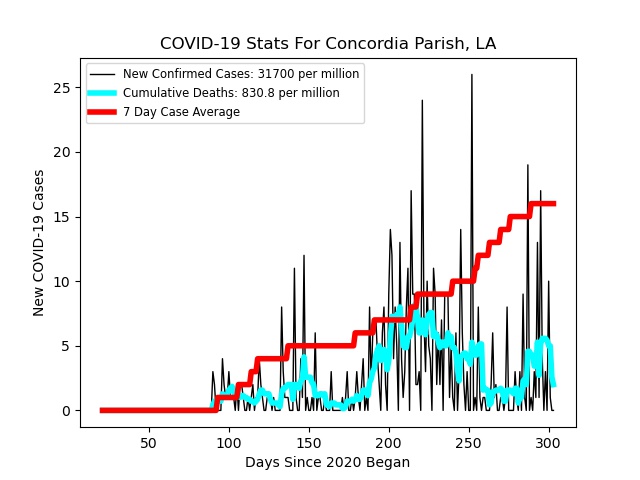 COVID-19 Stats For Concordia Parish, LA
New Confirmed Cases: 31700 per million
Cumulative Deaths: 830.8 per million
7 Day Case Average
New COVID-19 Cases
25
20
15
10
5
0
50 100 150 200 250 300
Days Since 2020 Began